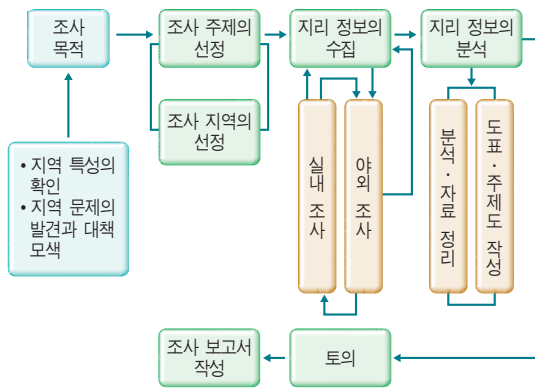 조사
목적
조사 주제의
선정
지리 정보의
수집
지리 정보의
분석
조사 지역의
선정
• 지역 특성의
확인
• 지역 문제의
발견과 대책
모색
실내 조사
야외 조사
분석·자료 정리
도표·주제도 작성
조사 보고서
작성
토의